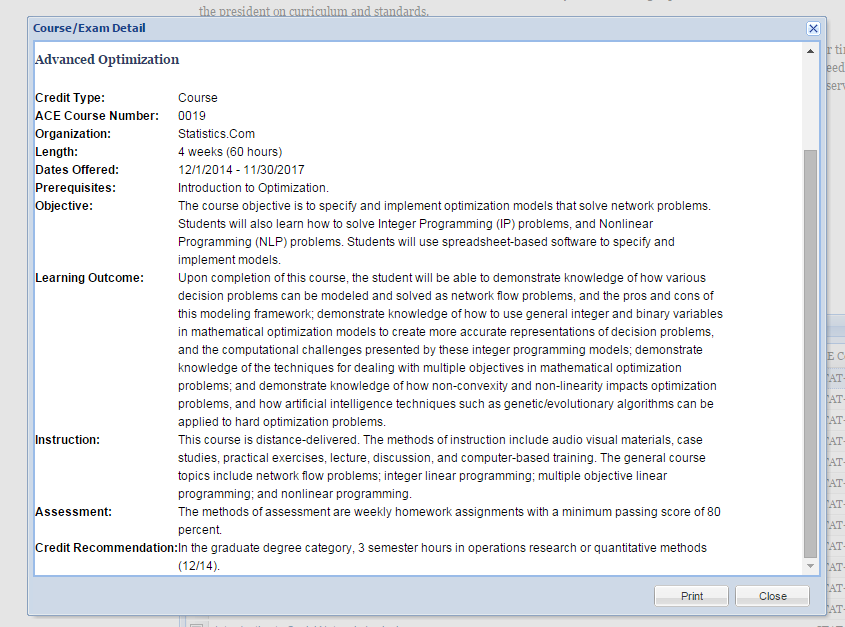 the president on curriculum and standards.
Course/Exam Detail
Advanced Optimization
Credit Type: Course
ACE Course Number: 0019
Organization: Statistics.Com
Length: 4 weeks (60 hours)
Dates Offered: 12/1/2014 - 11/30/2017
Prerequisites: Introduction to Optimization.
Objective: The course objective is to specify and implement optimization models that solve network problems.
Students will also learn how to solve Integer Programming (IP) problems, and Nonlinear
Programming (NLP) problems. Students will use spreadsheet-based software to specify and
implement models.
Learning Outcome: Upon completion of this course, the student will be able to demonstrate knowledge of how various
decision problems can be modeled and solved as network flow problems, and the pros and cons of
this modeling framework; demonstrate knowledge of how to use general integer and binary variables
in mathematical optimization models to create more accurate representations of decision problems,
and the computational challenges presented by these integer programming models; demonstrate
knowledge of the techniques for dealing with multiple objectives in mathematical optimization
problems; and demonstrate knowledge of how non-convexity and non-linearity impacts optimization
problems, and how artificial intelligence techniques such as genetic/evolutionary algorithms can be
applied to hard optimization problems.
Instruction: This course is distance-delivered. The methods of instruction include audio visual materials, case
studies, practical exercises, lecture, discussion, and computer-based training. The general course
topics include network flow problems; integer linear programming; multiple objective linear
programming; and nonlinear programming.
Assessment: The methods of assessment are weekly homework assignments with a minimum passing score of 80
percent.
Credit Recommendation: In the graduate degree category, 3 semester hours in operations research or quantitative methods
(12/14).
Print Close